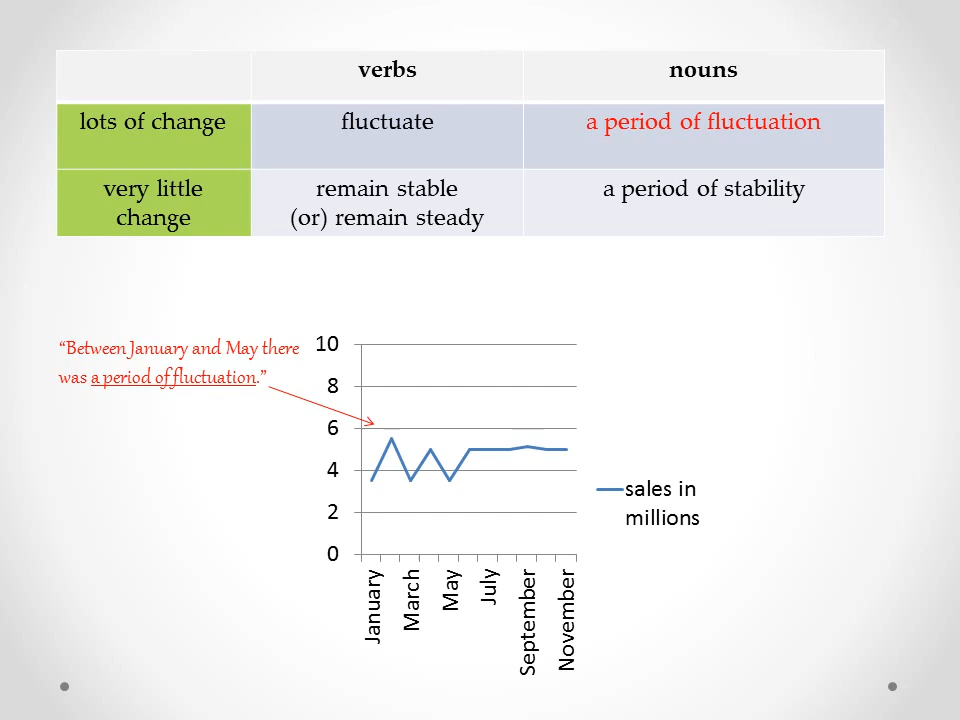 verbs
nouns
lots of change
fluctuate
a period of fluctuation
very little
change
remain stable
(or) remain steady
a period of stability
“Between January and May there
was a period of fluctuation.”
10
8
6
4
2
0
January
March
May
July
September
November
sales in
millions